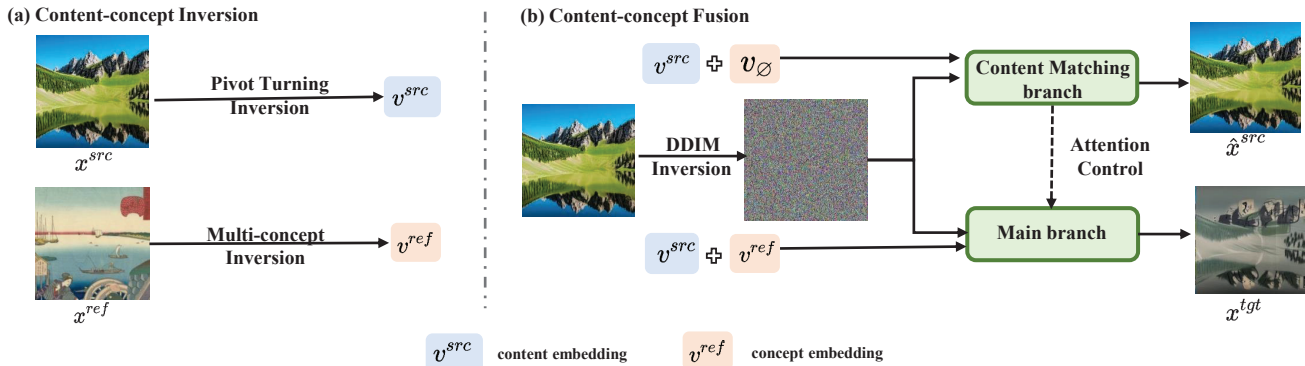 (a) Content-concept Inversion
x^{src}
Pivot Turning
Inversion
v^{src}
x^{ref}
Multi-concept
Inversion
v^{ref}
(b) Content-concept Fusion
v^{src} + v_∅
DDIM
Inversion
v^{src} + v^{ref}
Content Matching
branch
Attention
Control
Main branch
x̂^{src}
x^{tgt}
v^{src} content embedding
v^{ref} concept embedding